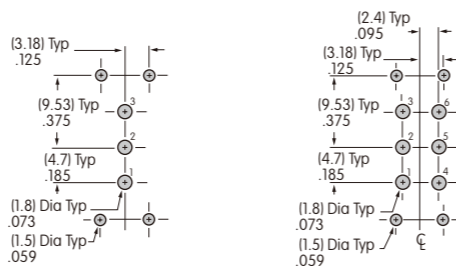 (3.18) Typ
.125
(9.53) Typ
.375
(4.7) Typ
.185
(1.8) Dia Typ
.073
(1.5) Dia Typ
.059
3
2
1
(2.4) Typ
.095
(3.18) Typ
.125
(9.53) Typ
.375
(4.7) Typ
.185
(1.8) Dia Typ
.073
(1.5) Dia Typ
.059
3 6
2 5
1 4
℄